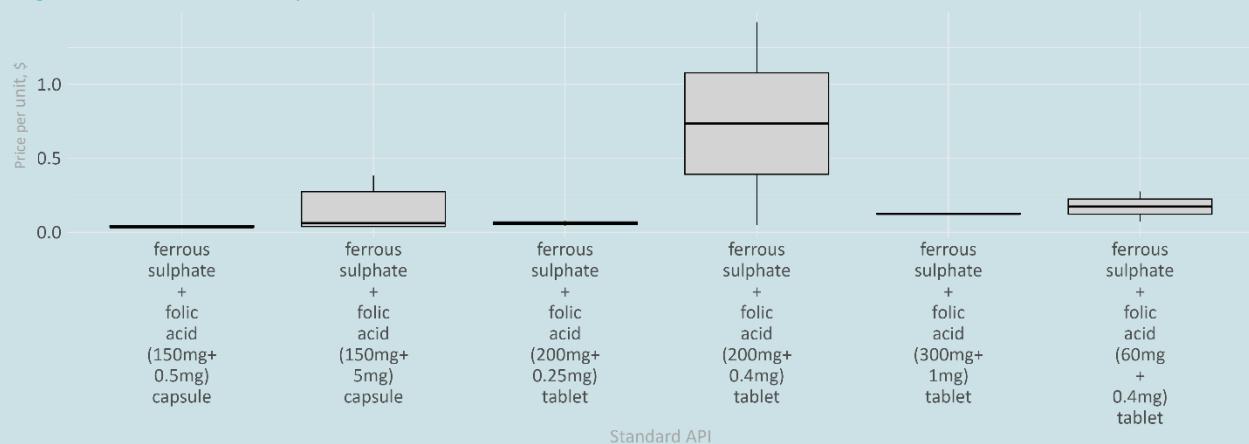 Price per unit, $
1.0
0.5
0.0
ferrous
sulphate
+
folic
acid
(150mg+
0.5mg)
capsule
ferrous
sulphate
+
folic
acid
(150mg+
5mg)
capsule
ferrous
sulphate
+
folic
acid
(200mg+
0.25mg)
tablet
ferrous
sulphate
+
folic
acid
(200mg+
0.4mg)
tablet
ferrous
sulphate
+
folic
acid
(300mg+
1mg)
tablet
ferrous
sulphate
+
folic
acid
(60mg
+
0.4mg)
tablet
Standard API